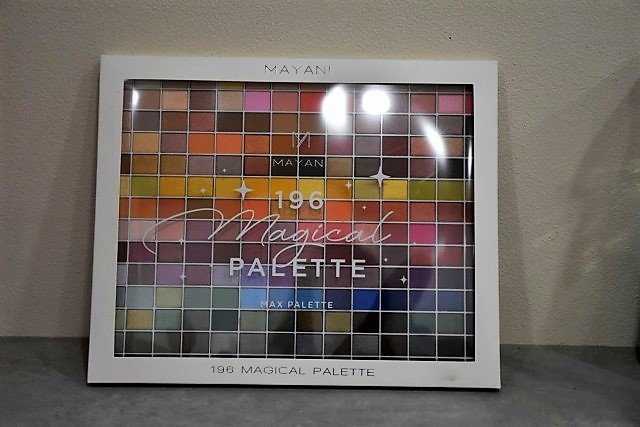 MAYANI
M
MAYANI
196
Magical
PALETTE
MAX PALETTE
196 MAGICAL PALETTE